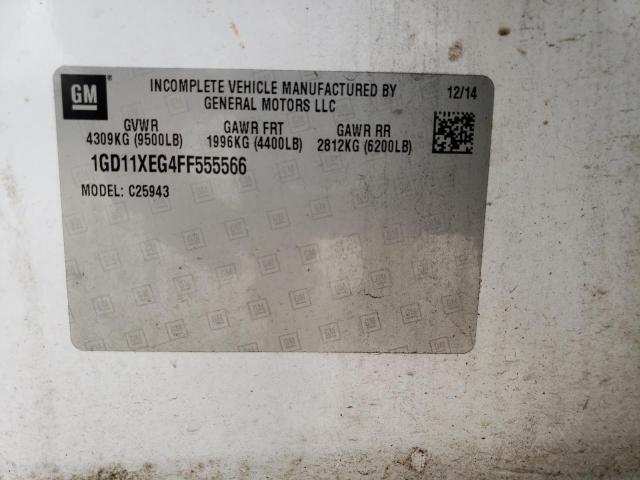 GM
INCOMPLETE VEHICLE MANUFACTURED BY
GENERAL MOTORS LLC
12/14
GVWR GAWR FRT GAWR RR
4309KG (9500LB) 1996KG (4400LB) 2812KG (6200LB)
1GD11XEG4FF555566
MODEL: C25943